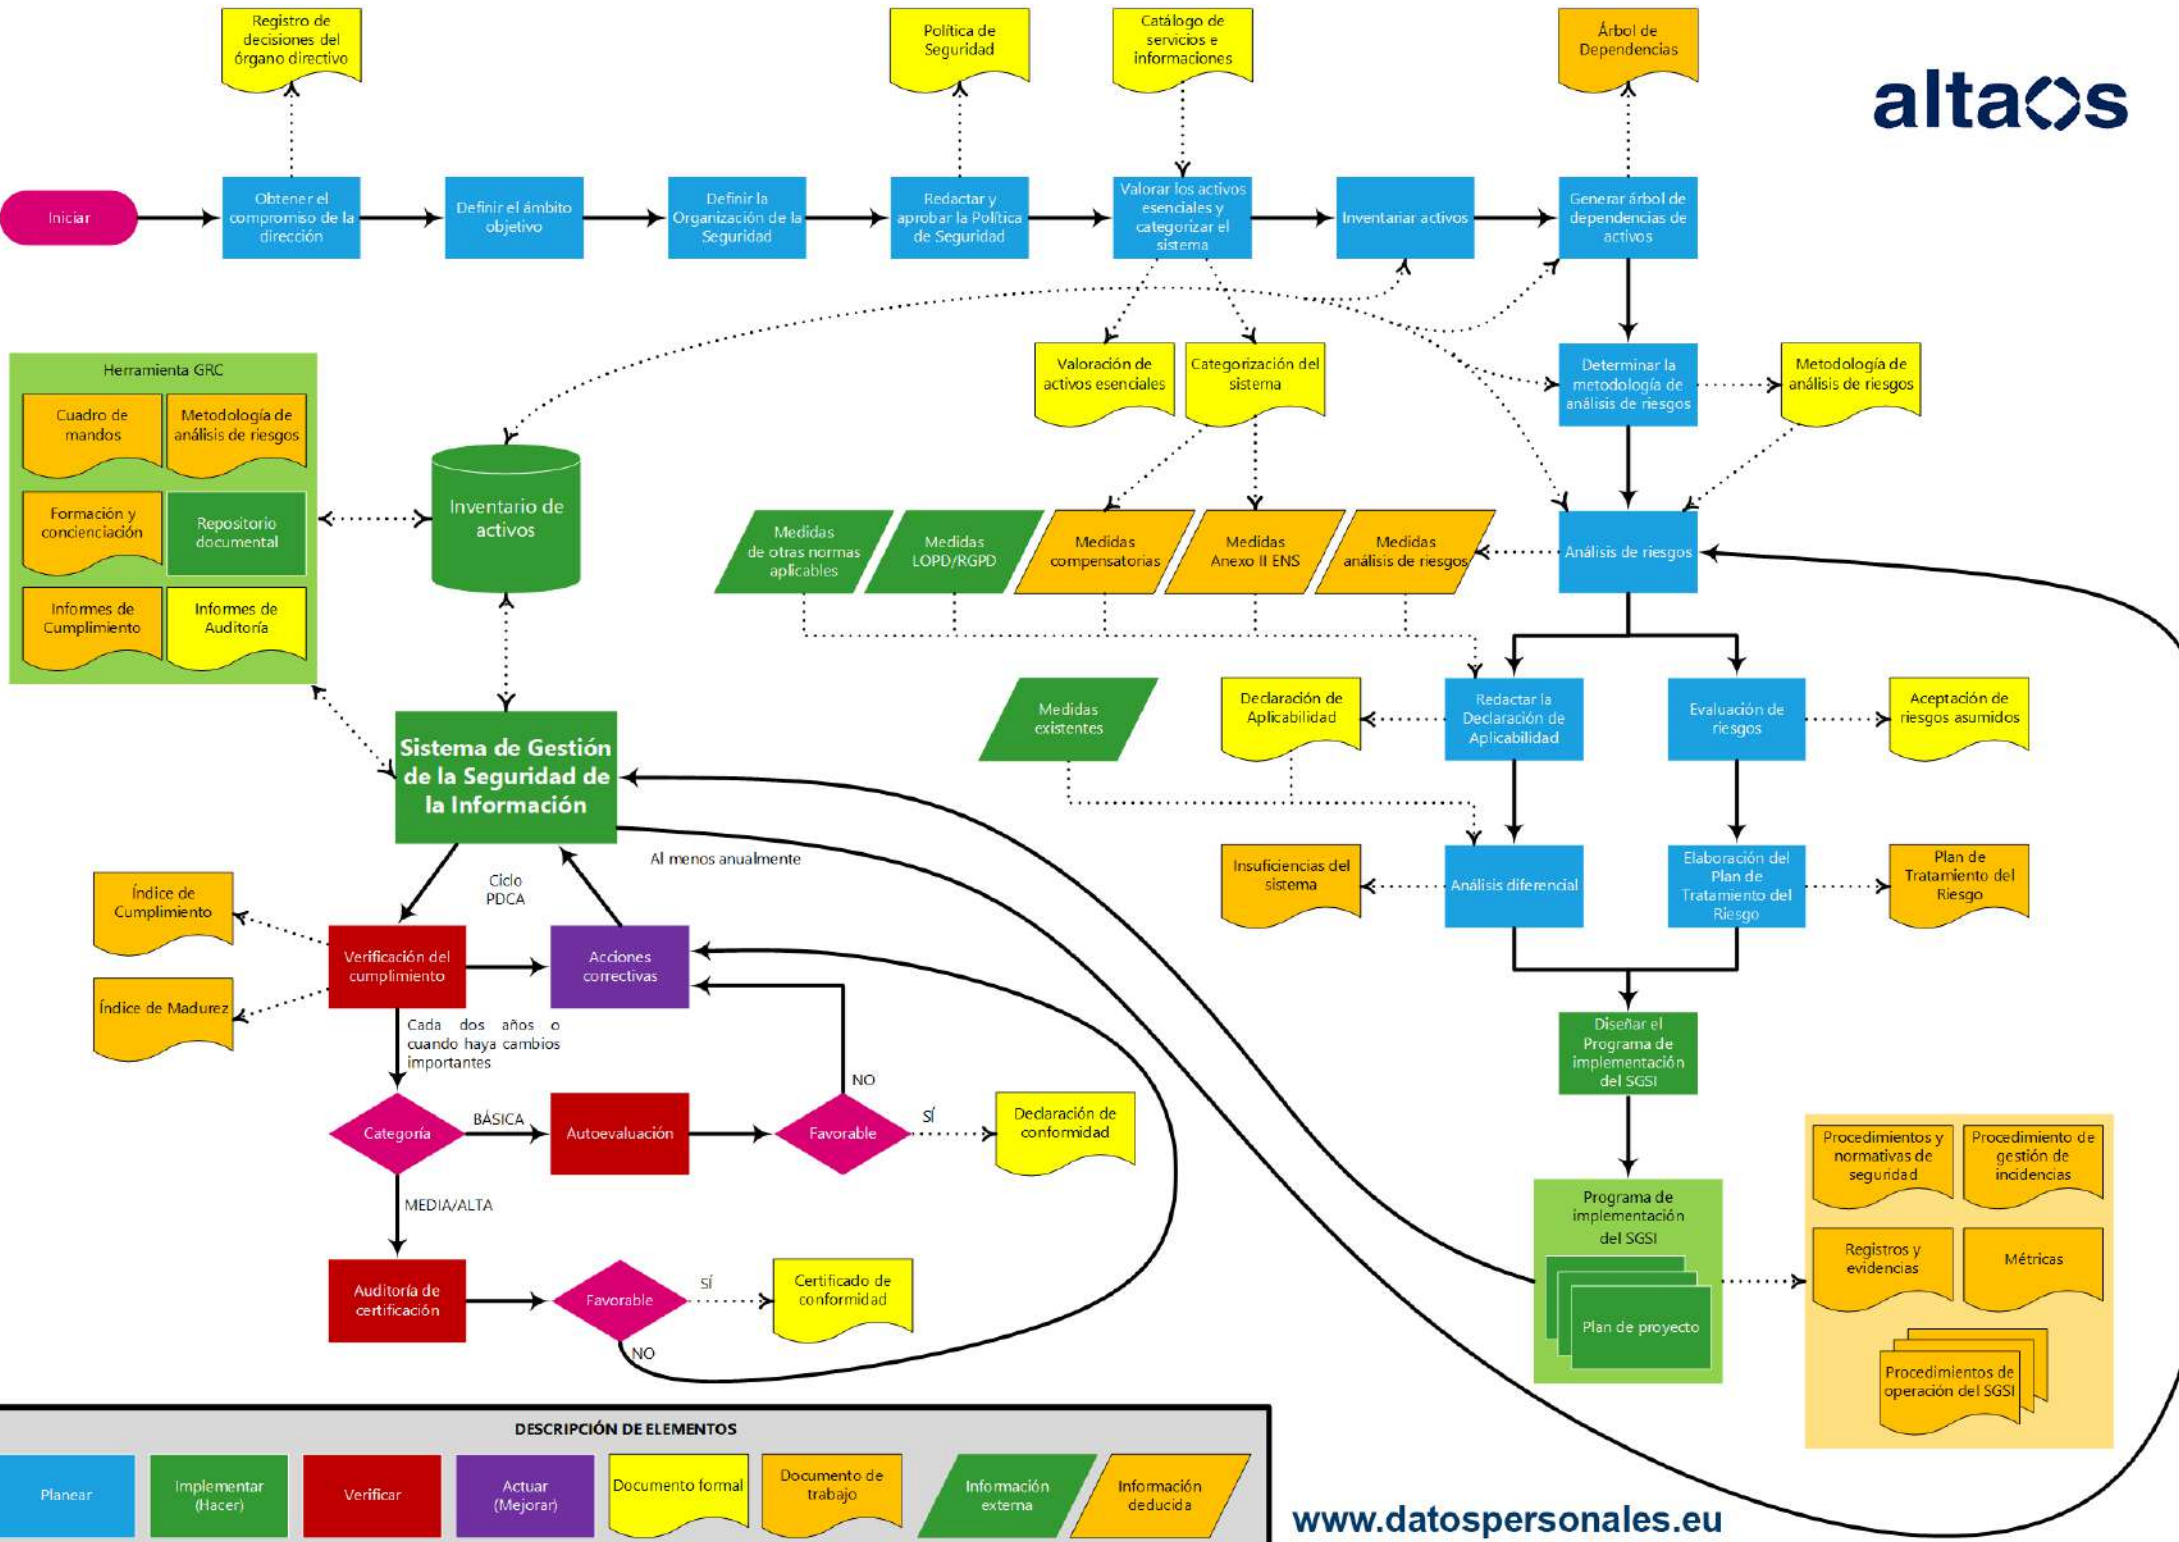 Registro de
decisiones del
órgano directivo
Política de
Seguridad
Catálogo de
servicios e
informaciones
Árbol de
Dependencias
altaos
Iniciar
Obtener el
compromiso de la
dirección
Definir el ámbito
objetivo
Definir la
Organización de la
Seguridad
Redactar y
aprobar la Política
de Seguridad
Valorar los activos
esenciales y
categorizar el
sistema
Inventariar activos
Generar árbol de
dependencias de
activos
Herramienta GRC
Cuadro de
mandos
Metodología de
análisis de riesgos
Formación y
concienciación
Repositorio
documental
Informes de
Cumplimiento
Informes de
Auditoría
Inventario de
activos
Valoración de
activos esenciales
Categorización del
sistema
Determinar la
metodología de
análisis de riesgos
Metodología de
análisis de riesgos
Medidas
de otras normas
aplicables
Medidas
LOPD/RGPD
Medidas
compensatorias
Medidas
Anexo II ENS
Medidas
análisis de riesgos
Análisis de riesgos
Medidas
existentes
Declaración de
Aplicabilidad
Redactar la
Declaración de
Aplicabilidad
Evaluación de
riesgos
Aceptación de
riesgos asumidos
Sistema de Gestión
de la Seguridad de
la Información
Al menos anualmente
Ciclo
PDCA
Insuficiencias del
sistema
Análisis diferencial
Elaboración del
Plan de
Tratamiento del
Riesgo
Plan de
Tratamiento del
Riesgo
Índice de
Cumplimiento
Índice de Madurez
Verificación del
cumplimiento
Acciones
correctivas
Cada dos años o
cuando haya cambios
importantes
Diseñar el
Programa de
implementación
del SGSI
Categoría
BÁSICA
Autoevaluación
Favorable
NO
SÍ
Declaración de
conformidad
MEDIA/ALTA
Auditoría de
certificación
Favorable
SÍ
NO
Certificado de
conformidad
Programa de
implementación
del SGSI
Plan de proyecto
Procedimientos y
normativas de
seguridad
Procedimiento de
gestión de
incidencias
Registros y
evidencias
Métricas
Procedimientos de
operación del SGSI
DESCRIPCIÓN DE ELEMENTOS
Planear
Implementar
(Hacer)
Verificar
Actuar
(Mejorar)
Documento formal
Documento de
trabajo
Información
externa
Información
deducida
www.datospersonales.eu